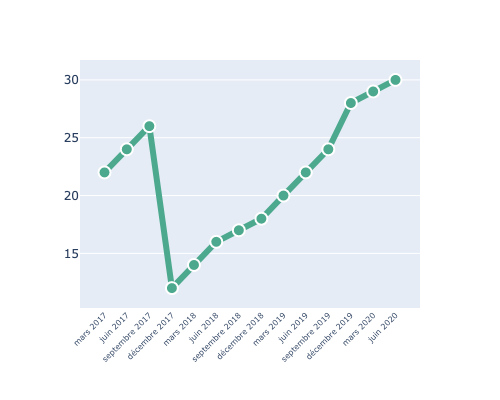 30
25
20
15
mars 2017
juin 2017
septembre 2017
décembre 2017
mars 2018
juin 2018
septembre 2018
décembre 2018
mars 2019
juin 2019
septembre 2019
décembre 2019
mars 2020
juin 2020